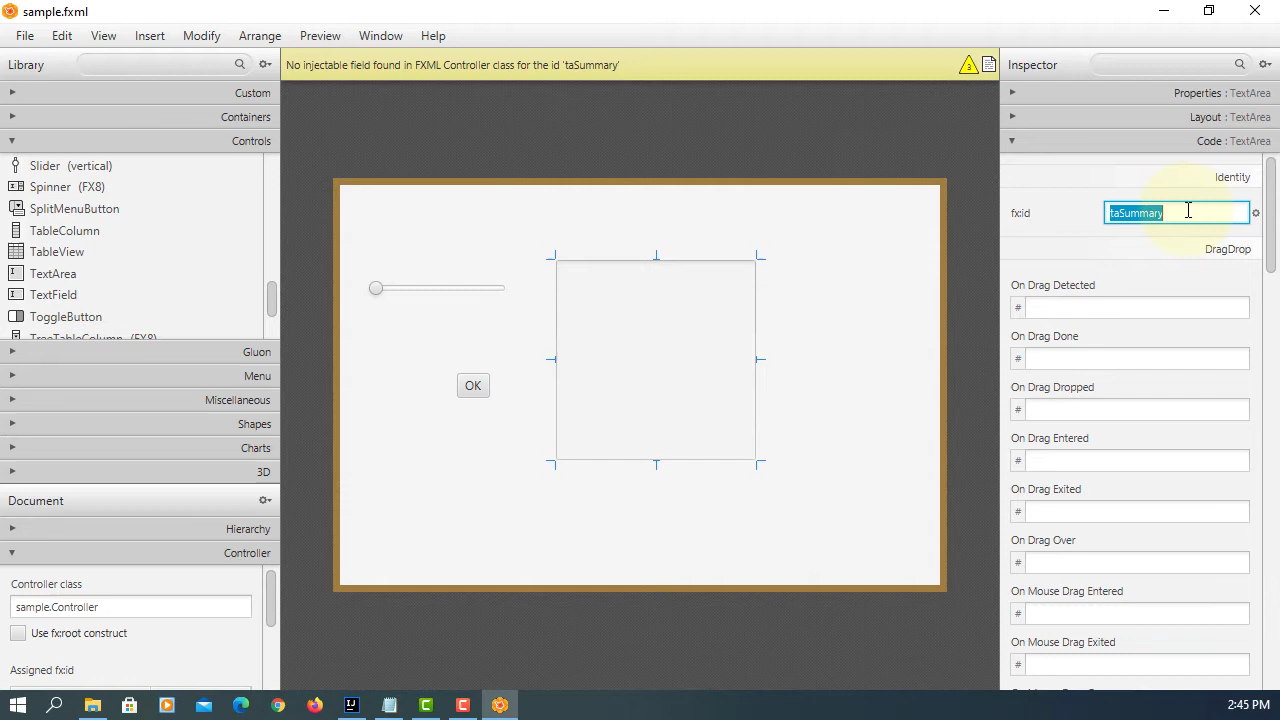 sample.fxml
File Edit View Insert Modify Arrange Preview Window Help
Library
No injectable field found in FXML Controller class for the id 'taSummary'
3
Inspector
Custom
Containers
Controls
Slider (vertical)
Spinner (FX8)
SplitMenuButton
TableColumn
TableView
TextArea
TextField
ToggleButton
TreeTableColumn (FX8)
Gluon
Menu
Miscellaneous
Shapes
Charts
3D
Document
Hierarchy
Controller
Controller class
sample.Controller
Use fx:root construct
Assigned fx:id
OK
Properties : TextArea
Layout : TextArea
Code : TextArea
Identity
fx:id
taSummary
DragDrop
On Drag Detected
#
On Drag Done
#
On Drag Dropped
#
On Drag Entered
#
On Drag Exited
#
On Drag Over
#
On Mouse Drag Entered
#
On Mouse Drag Exited
#
2:45 PM